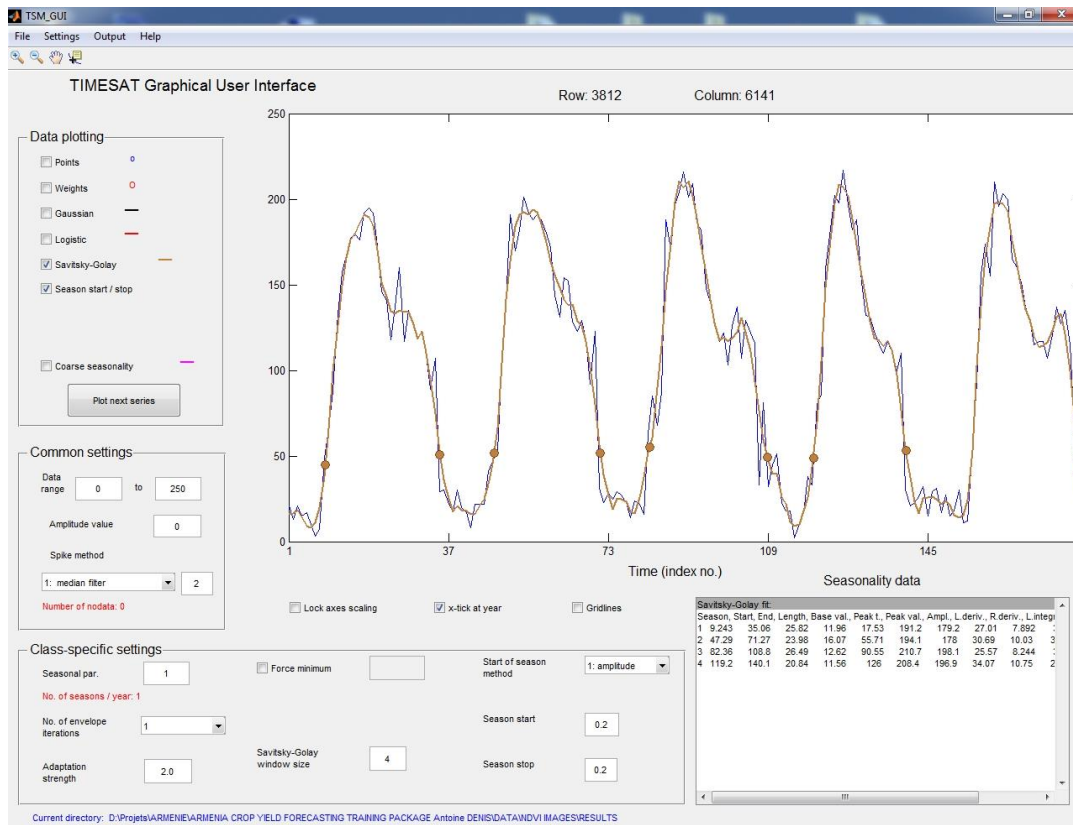 TSM_GUI
File Settings Output Help
TIMESAT Graphical User Interface
Row: 3812 Column: 6141
Data plotting
Points
Weights
Gaussian
Logistic
Savitsky-Golay
Season start / stop
Coarse seasonality
Plot next series
250
200
150
100
50
0
1 37 73 109 145
Time (index no.)
Common settings
Data range 0 to 250
Amplitude value 0
Spike method
1: median filter 2
Number of nodata: 0
Lock axes scaling x-tick at year Gridlines
Seasonality data
Savitsky-Golay fit:
Season, Start, End, Length, Base val., Peak t., Peak val., Ampl., L.deriv., R.deriv., L.integr
1 9.243 35.06 25.82 11.96 17.53 191.2 179.2 27.01 7.892
2 47.29 71.27 23.98 16.07 55.71 194.1 178 30.69 10.03 3
3 82.36 108.8 26.49 12.62 90.55 210.7 198.1 25.57 8.244
4 119.2 140.1 20.84 11.56 126 208.4 196.9 34.07 10.75 2
Class-specific settings
Seasonal par. 1
No. of seasons / year: 1
No. of envelope iterations 1
Adaptation strength 2.0
Force minimum
Savitsky-Golay window size 4
Start of season method 1: amplitude
Season start 0.2
Season stop 0.2
Current directory: D:\Projets\ARMENIE\ARMENIA CROP YIELD FORECASTING TRAINING PACKAGE Antoine DENIS\DATA\NDVI IMAGES\RESULTS